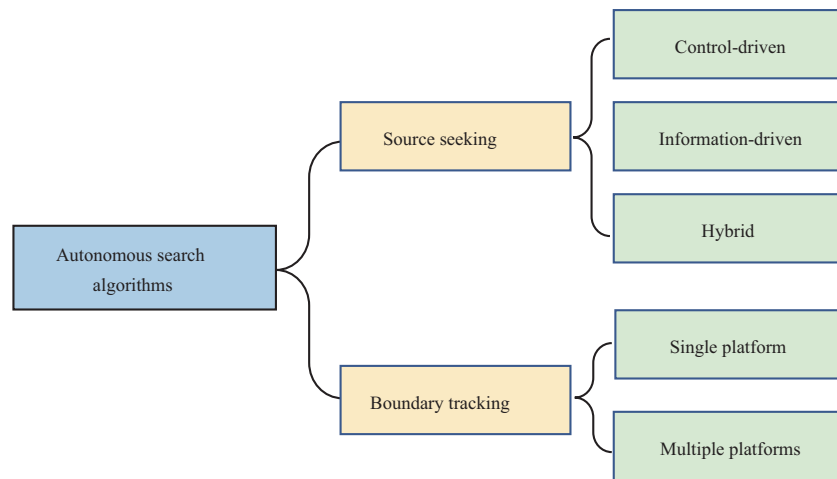 Autonomous search
algorithms
Source seeking
Control-driven
Information-driven
Hybrid
Boundary tracking
Single platform
Multiple platforms